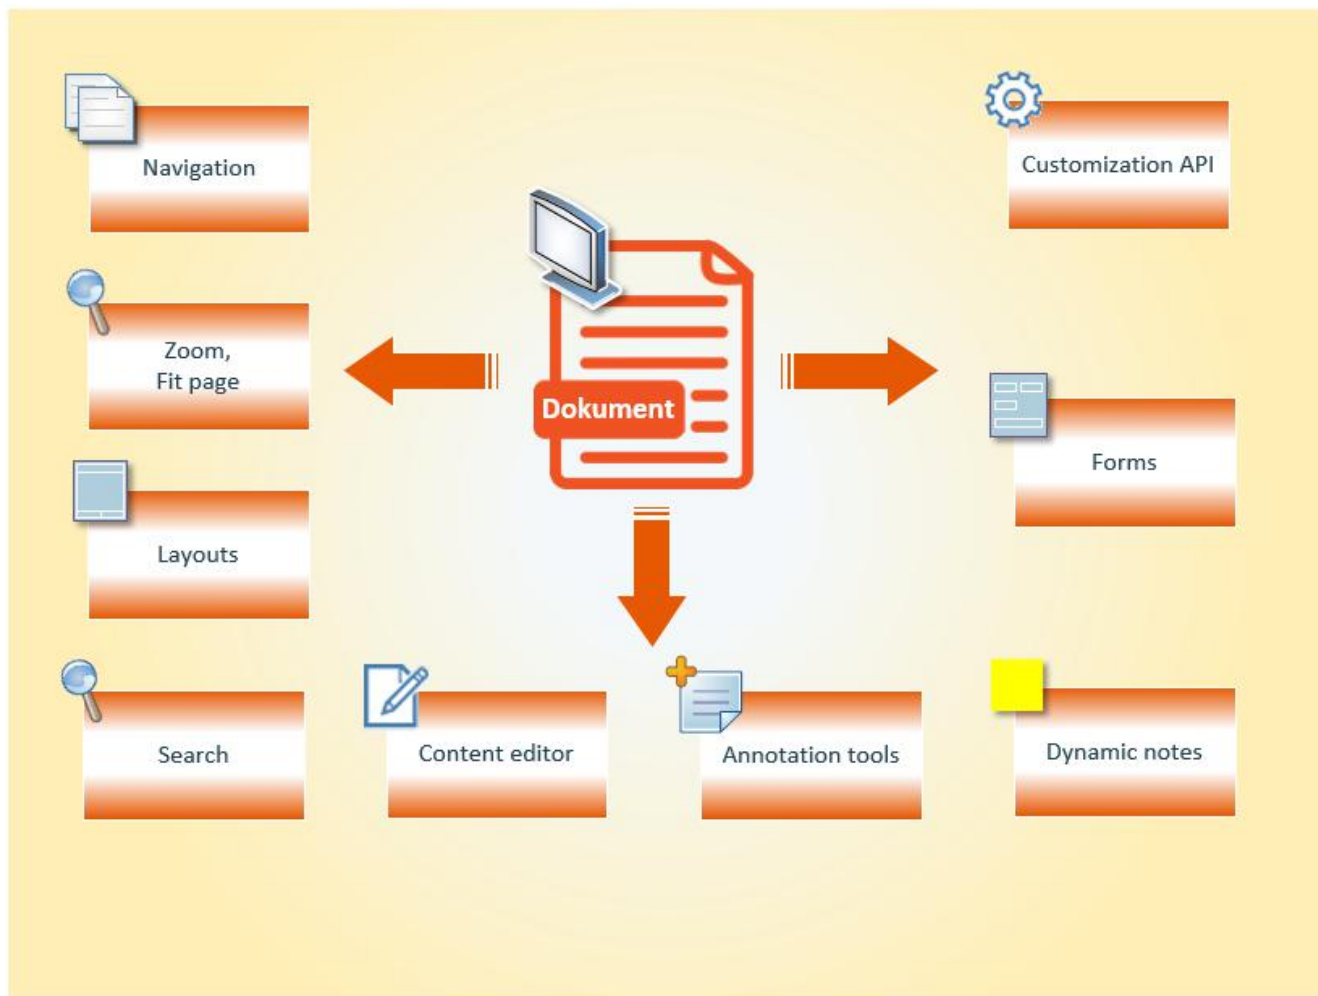 Navigation
Customization API
Zoom,
Fit page
Dokument
Forms
Layouts
Search
Content editor
Annotation tools
Dynamic notes